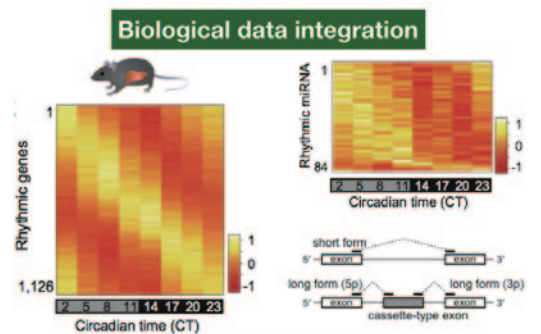 Biological data integration
Rhythmic genes
1
1,126
2 5 8 11 14 17 20 23
Circadian time (CT)
1
0
-1
Rhythmic miRNA
1
84
2 5 8 11 14 17 20 23
Circadian time (CT)
1
0
-1
short form
5' exon exon 3'
long form (5p) long form (3p)
5' exon exon 3'
cassette-type exon